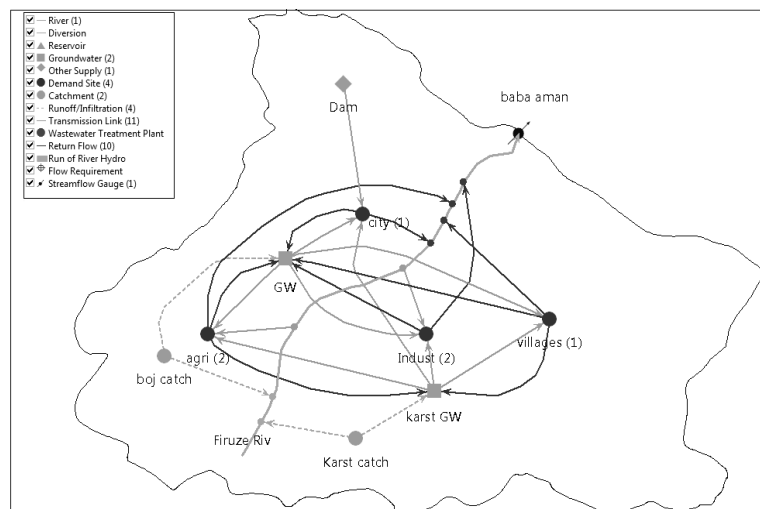 River (1)
Diversion
Reservoir
Groundwater (2)
Other Supply (1)
Demand Site (4)
Catchment (2)
Runoff/Infiltration (4)
Transmission Link (11)
Wastewater Treatment Plant
Return Flow (10)
Run of River Hydro
Flow Requirement
Streamflow Gauge (1)
baba aman
Dam
city (1)
GW
agri (2)
Indust (2)
villages (1)
boj catch
karst GW
Firuze Riv
Karst catch